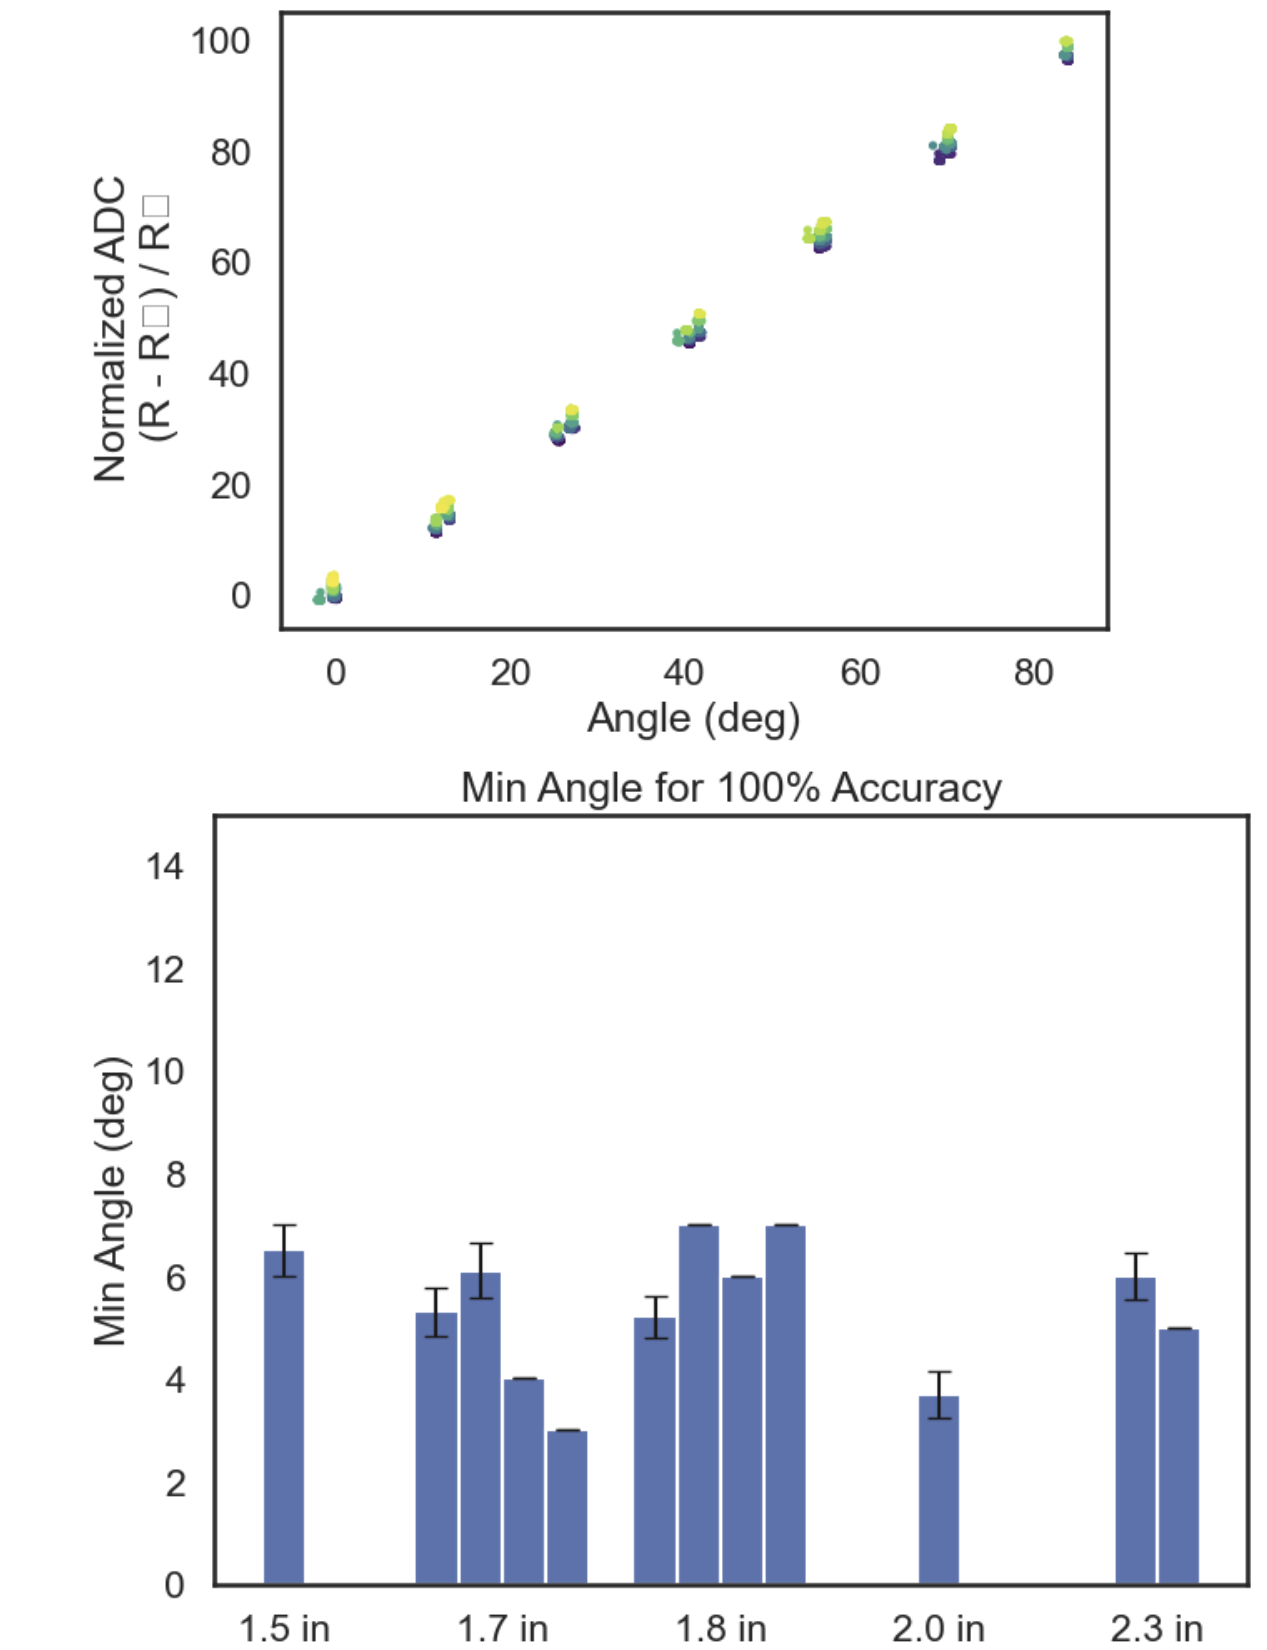 100
80
60
40
20
0
Normalized ADC
(R - R□) / R□
0 20 40 60 80
Angle (deg)
Min Angle for 100% Accuracy
14
12
10
8
6
4
2
0
Min Angle (deg)
1.5 in 1.7 in 1.8 in 2.0 in 2.3 in